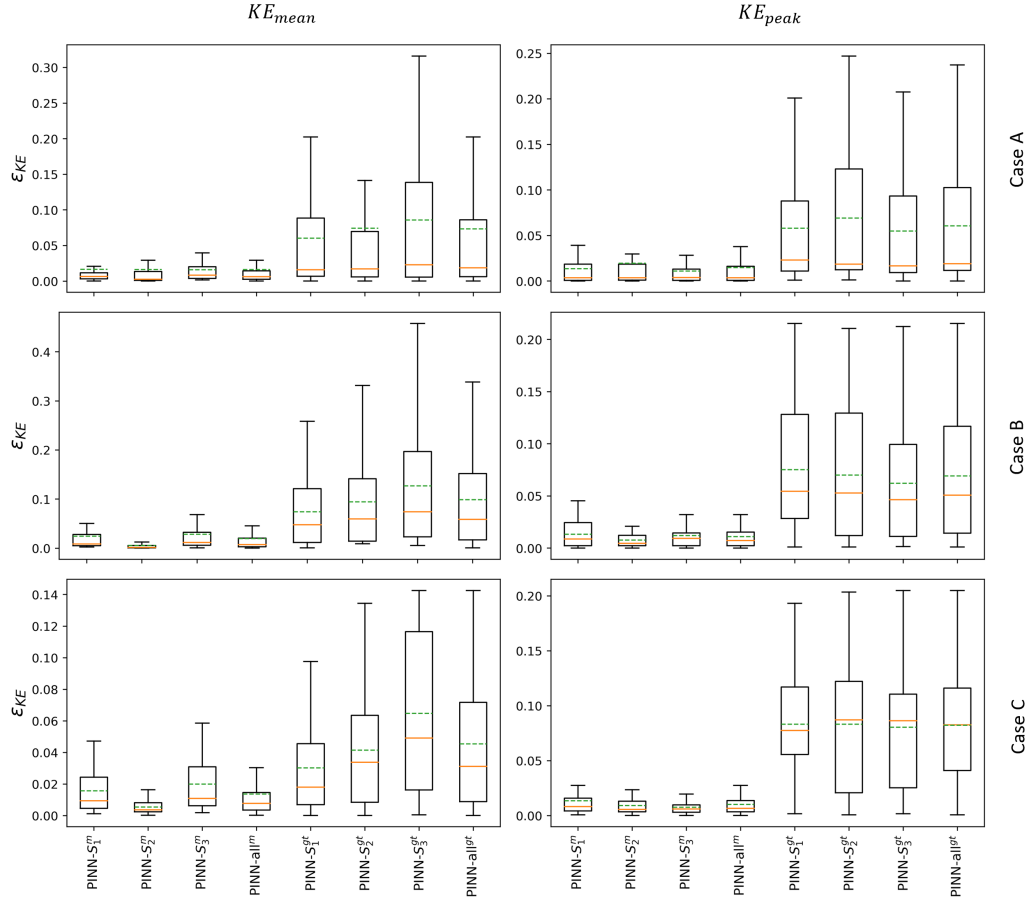 KE_mean
KE_peak
0.30
0.25
0.20
0.15
0.10
0.05
0.00
ε_KE
0.25
0.20
0.15
0.10
0.05
0.00
Case A
0.4
0.3
0.2
0.1
0.0
ε_KE
0.20
0.15
0.10
0.05
0.00
Case B
0.14
0.12
0.10
0.08
0.06
0.04
0.02
0.00
ε_KE
0.20
0.15
0.10
0.05
0.00
Case C
PINN-S_1^m
PINN-S_2^m
PINN-S_3^m
PINN-all^m
PINN-S_1^gt
PINN-S_2^gt
PINN-S_3^gt
PINN-all^gt
PINN-S_1^m
PINN-S_2^m
PINN-S_3^m
PINN-all^m
PINN-S_1^gt
PINN-S_2^gt
PINN-S_3^gt
PINN-all^gt